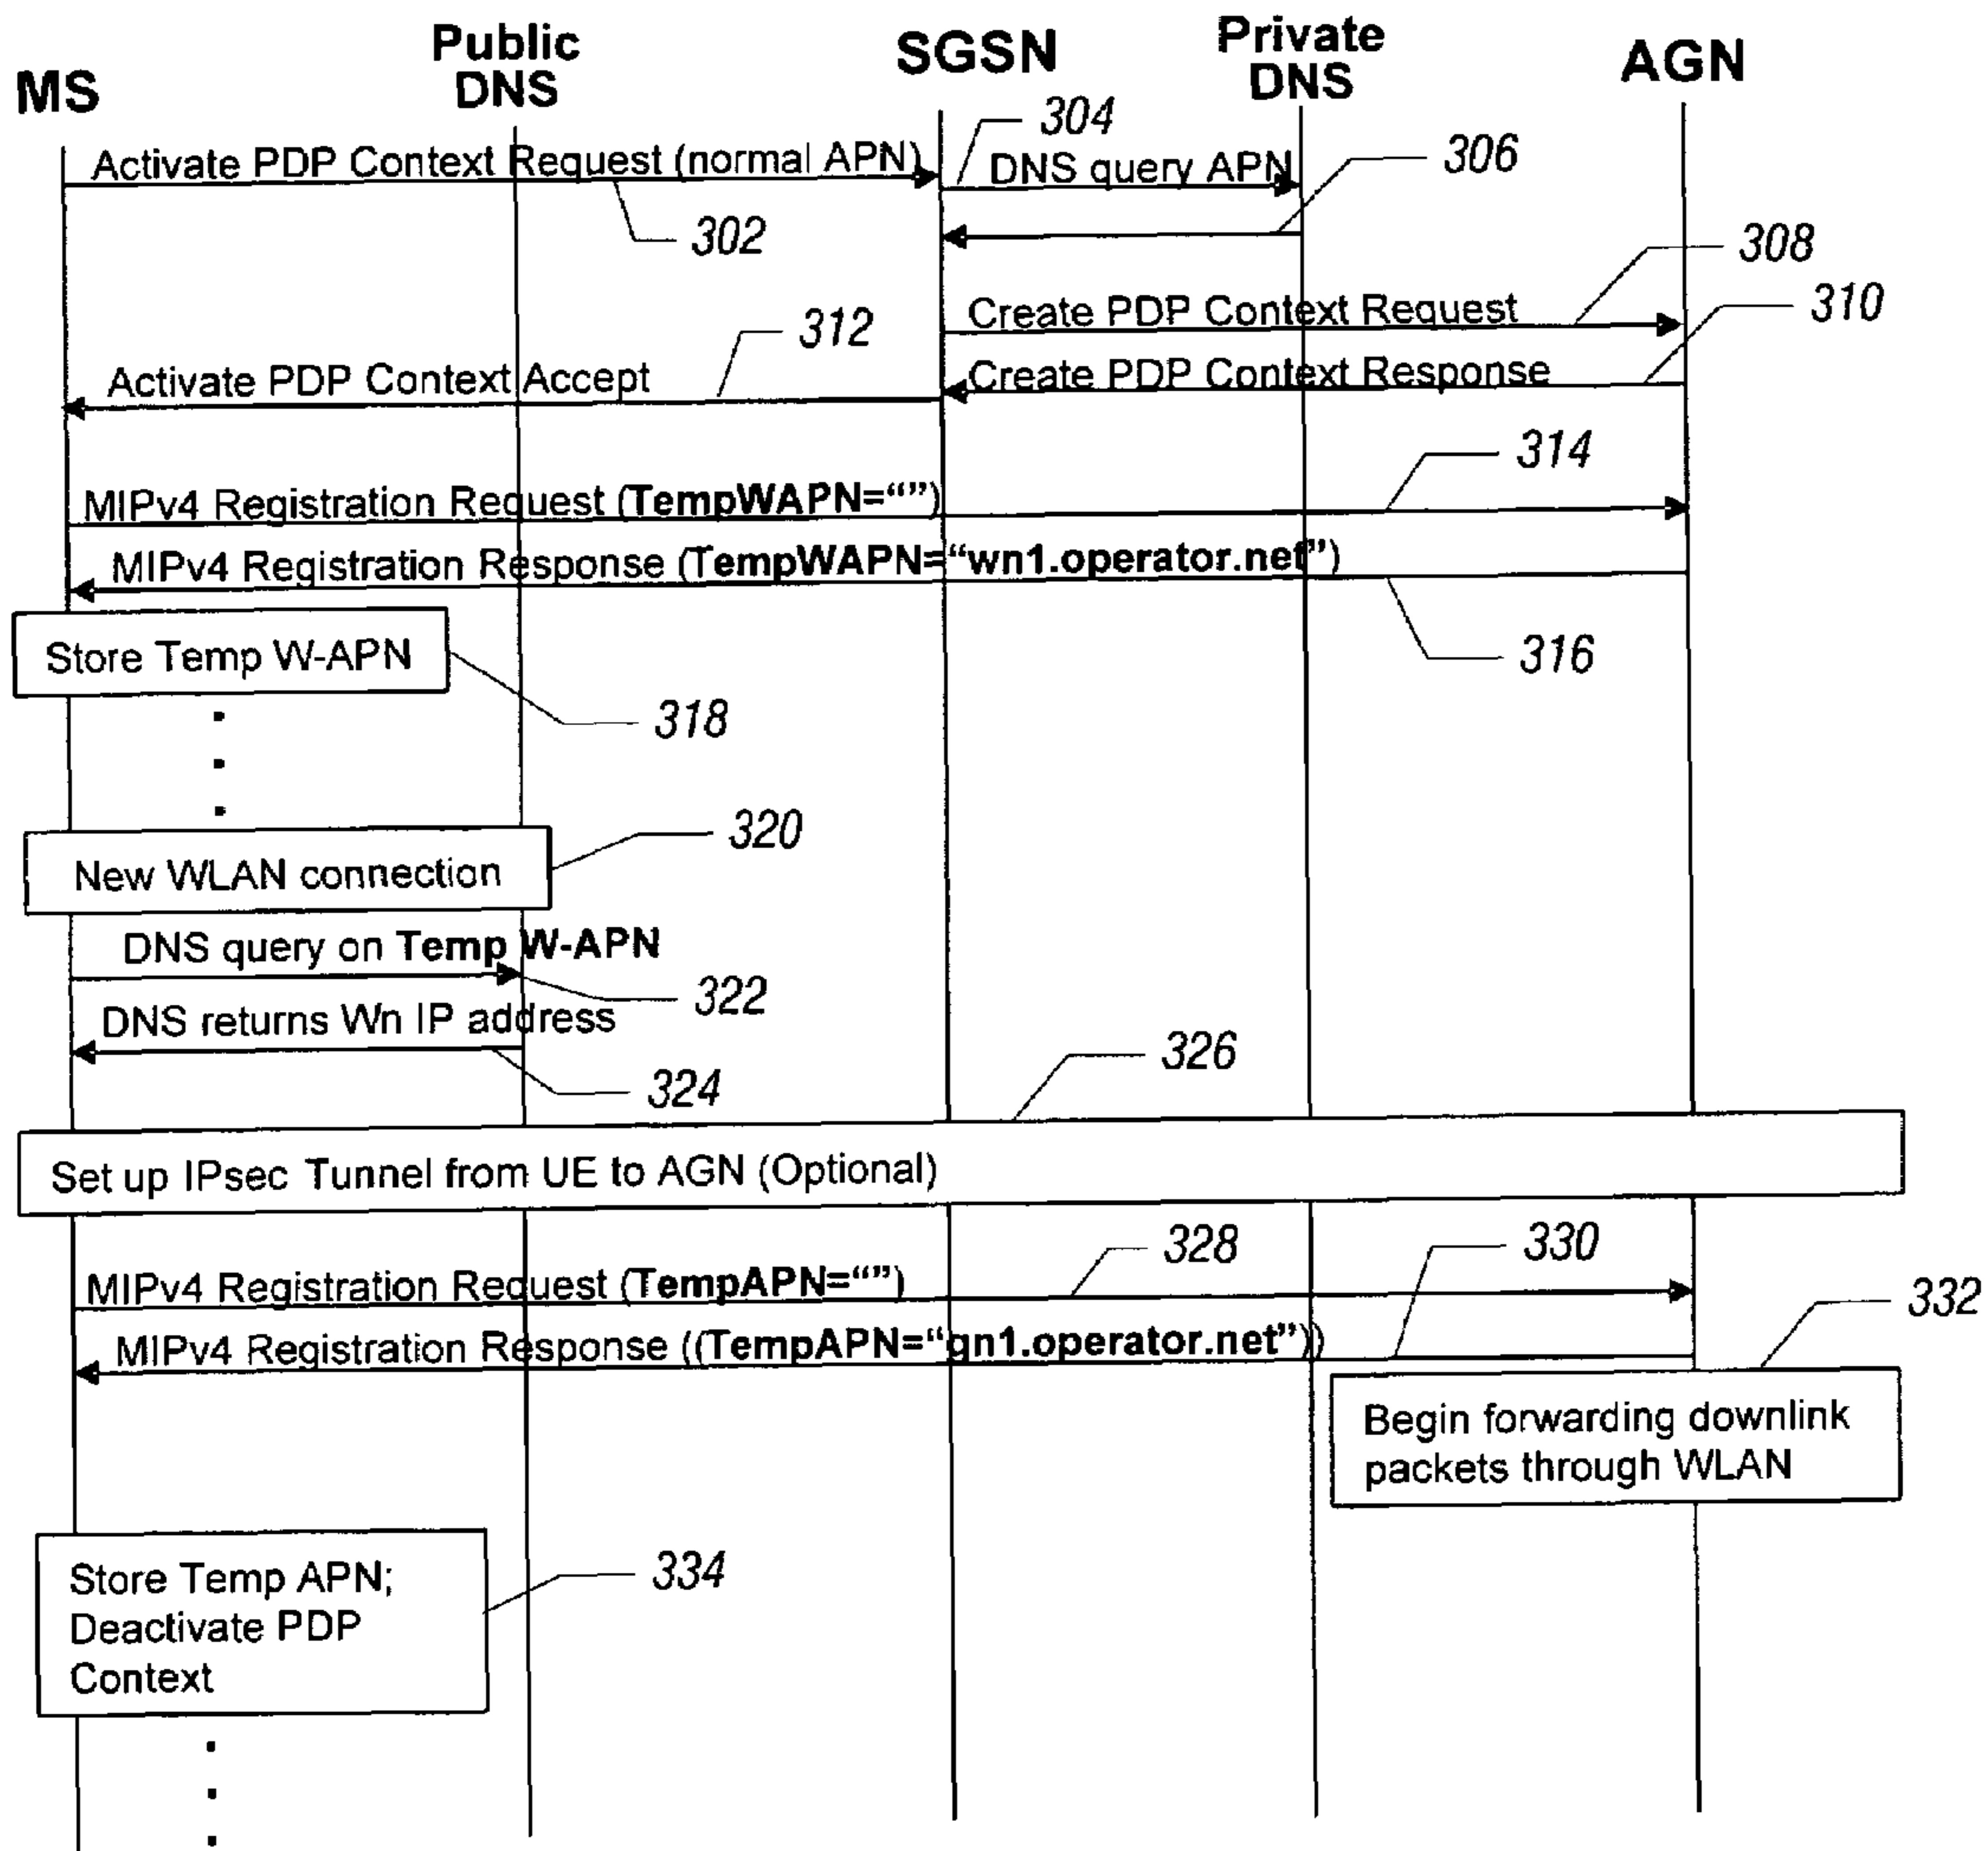 MS
Public
DNS
SGSN
Private
DNS
AGN
Activate PDP Context Request (normal APN)
304
DNS query APN
306
302
308
Create PDP Context Request
310
312
Create PDP Context Response
Activate PDP Context Accept
314
MIPv4 Registration Request (TempWAPN="")
MIPv4 Registration Response (TempWAPN="wn1.operator.net")
316
Store Temp W-APN
318
320
New WLAN connection
DNS query on Temp W-APN
322
DNS returns Wn IP address
324
326
Set up IPsec Tunnel from UE to AGN (Optional)
328
330
MIPv4 Registration Request (TempAPN="")
332
MIPv4 Registration Response ((TempAPN="gn1.operator.net"))
Begin forwarding downlink
packets through WLAN
Store Temp APN;
Deactivate PDP
Context
334